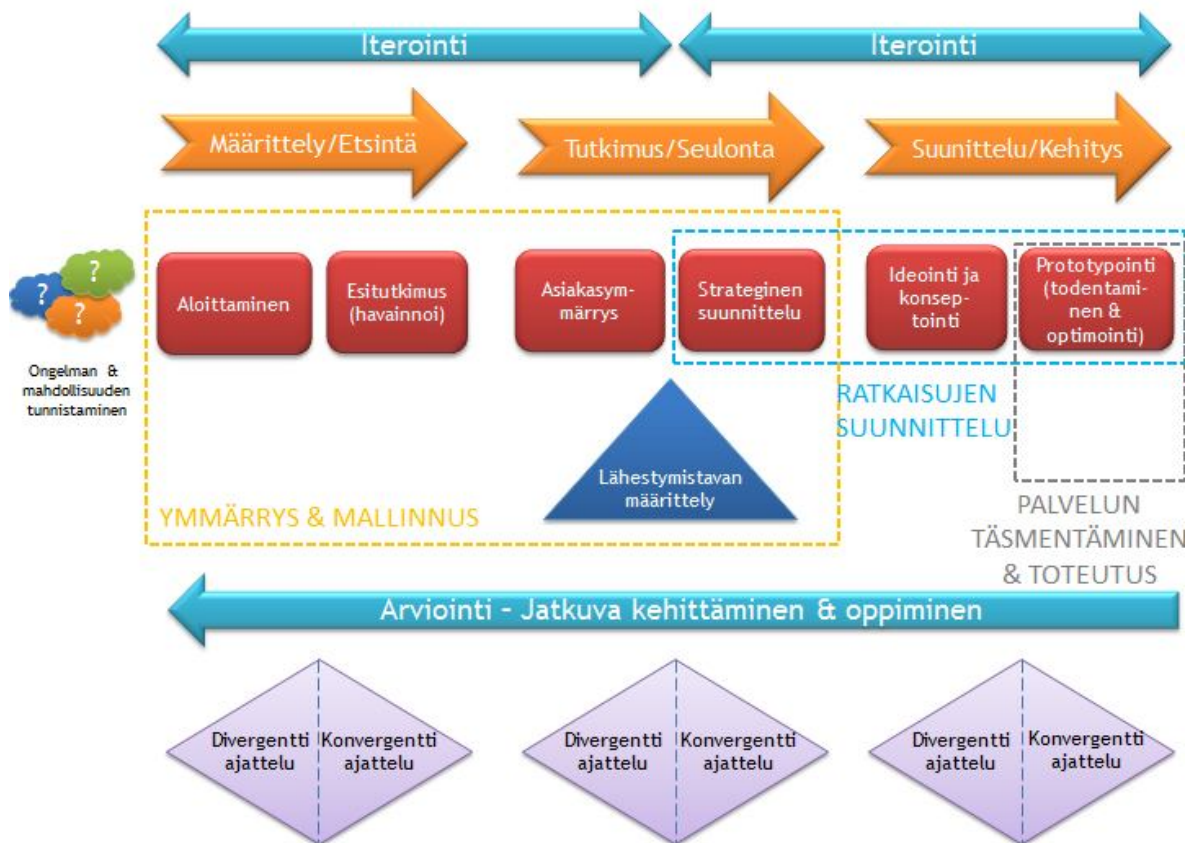 Iterointi
Iterointi
Määrittely/Etsintä
Tutkimus/Seulonta
Suunittelu/Kehitys
?
?
?
Ongelman &
mahdollisuuden
tunnistaminen
Aloittaminen
Esitutkimus
(havainnoi)
Asiakasym-
märrys
Strateginen
suunnittelu
Ideointi ja
konsep-
tointi
Prototypointi
(todentami-
nen &
optimointi)
RATKAISUJEN
SUUNNITTELU
Lähestymistavan
määrittely
YMMÄRRYS & MALLINNUS
PALVELUN
TÄSMENTÄMINEN
& TOTEUTUS
Arviointi – Jatkuva kehittäminen & oppiminen
Divergentti
ajattelu
Konvergentti
ajattelu
Divergentti
ajattelu
Konvergentti
ajattelu
Divergentti
ajattelu
Konvergentti
ajattelu